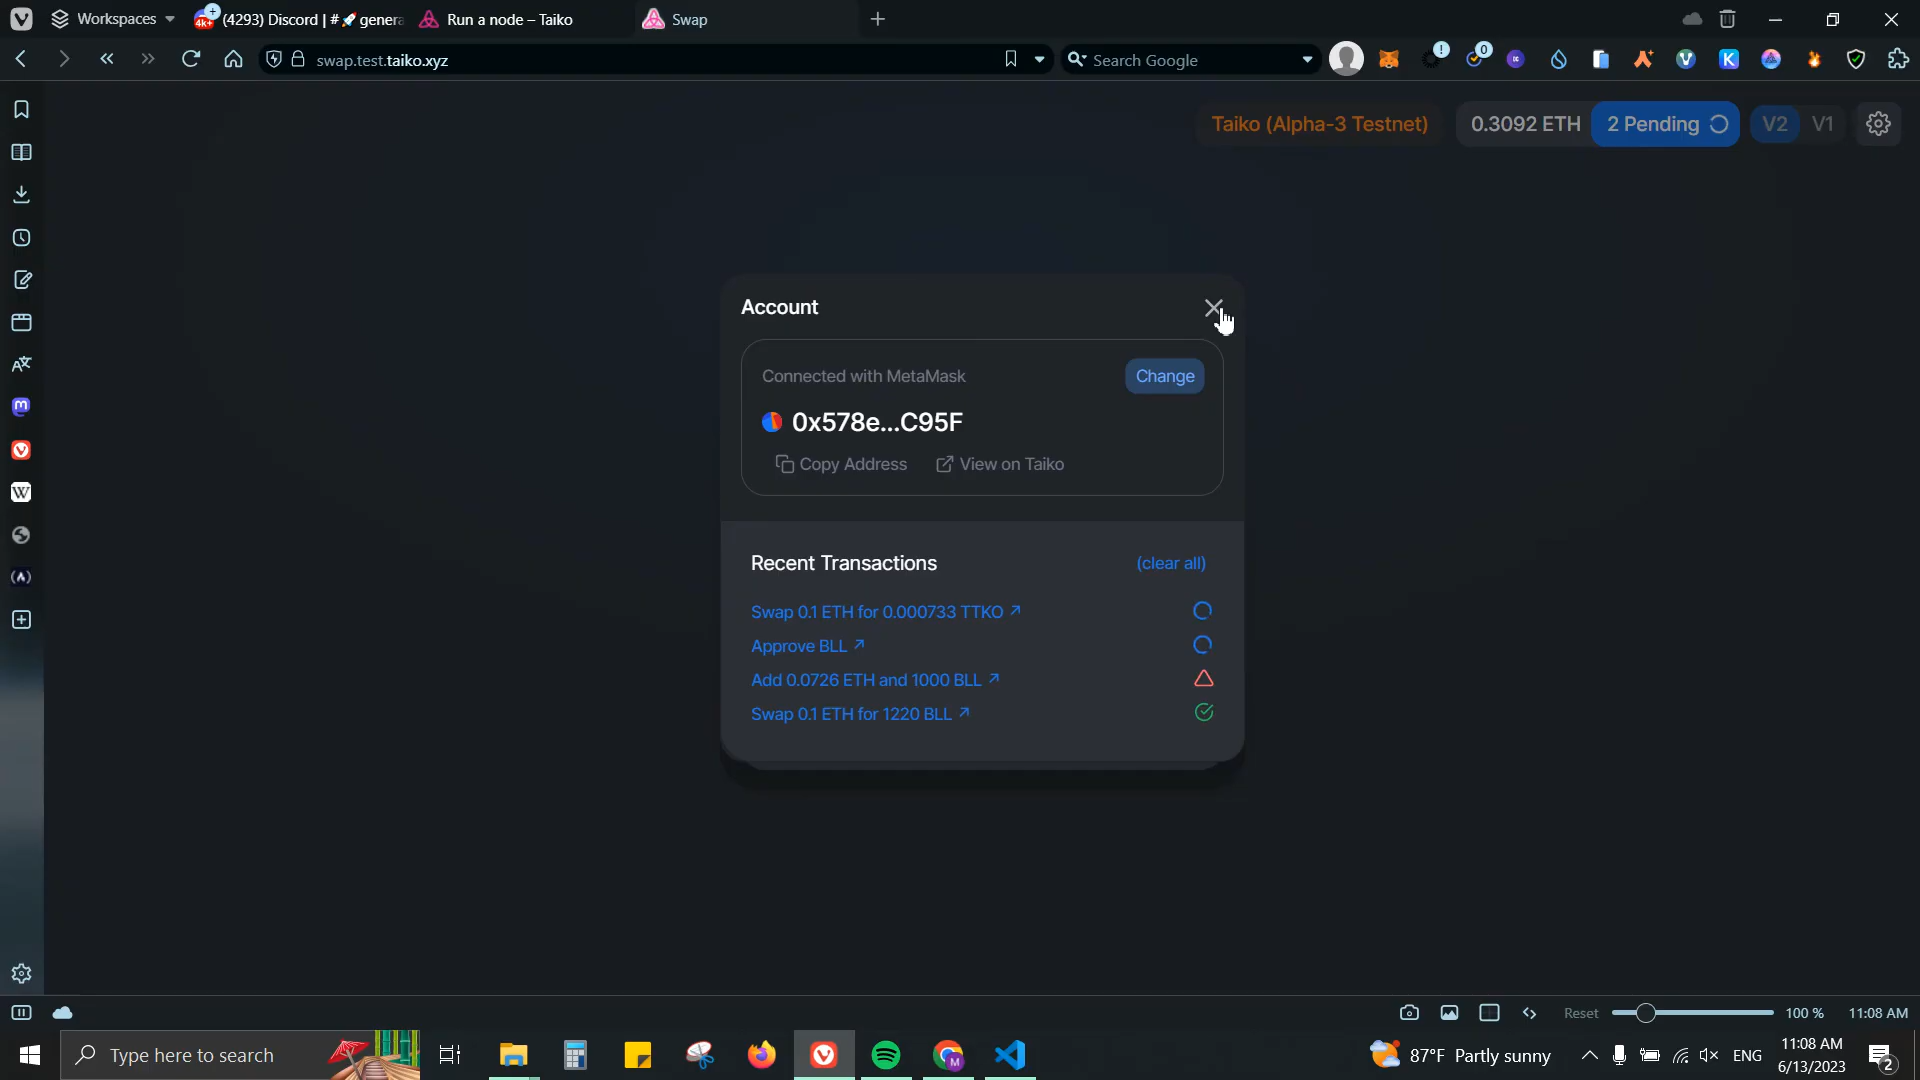 Workspaces
4K+
(4293) Discord | # 🚀 genera
Run a node – Taiko
Swap
swap.test.taiko.xyz
Search Google
!
0
Taiko (Alpha-3 Testnet)
0.3092 ETH
2 Pending
V2
V1
Account
Connected with MetaMask
Change
0x578e...C95F
Copy Address
View on Taiko
Recent Transactions
(clear all)
Swap 0.1 ETH for 0.000733 TTKO ↗
Approve BLL ↗
Add 0.0726 ETH and 1000 BLL ↗
Swap 0.1 ETH for 1220 BLL ↗
Reset
100 %
11:08 AM
Type here to search
87°F Partly sunny
ENG
11:08 AM
6/13/2023
2